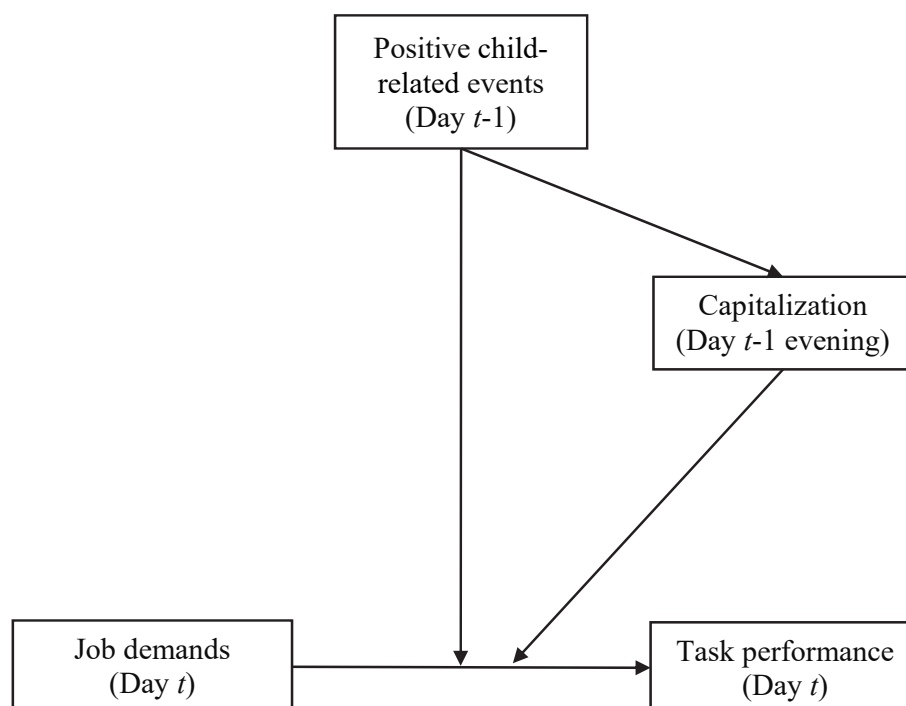 Positive child-
related events
(Day t-1)
Capitalization
(Day t-1 evening)
Job demands
(Day t)
Task performance
(Day t)